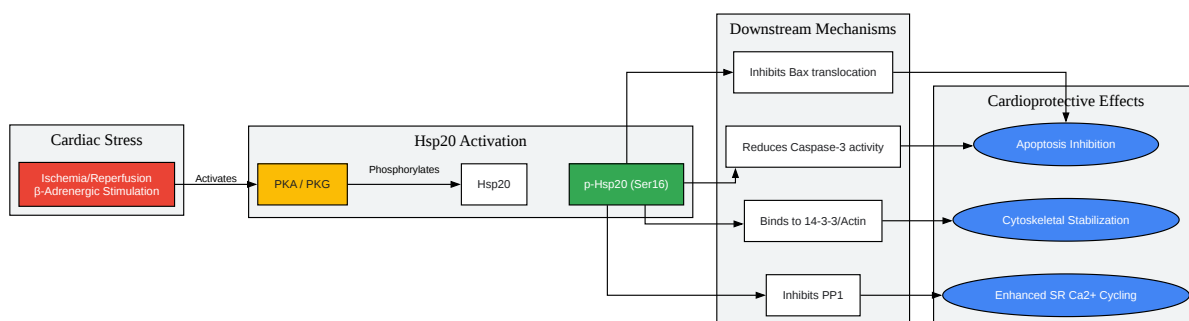 Cardiac Stress
Ischemia/Reperfusion
β-Adrenergic Stimulation
Activates
Hsp20 Activation
PKA / PKG
Phosphorylates
Hsp20
p-Hsp20 (Ser16)
Downstream Mechanisms
Inhibits Bax translocation
Reduces Caspase-3 activity
Binds to 14-3-3/Actin
Inhibits PP1
Cardioprotective Effects
Apoptosis Inhibition
Cytoskeletal Stabilization
Enhanced SR Ca2+ Cycling